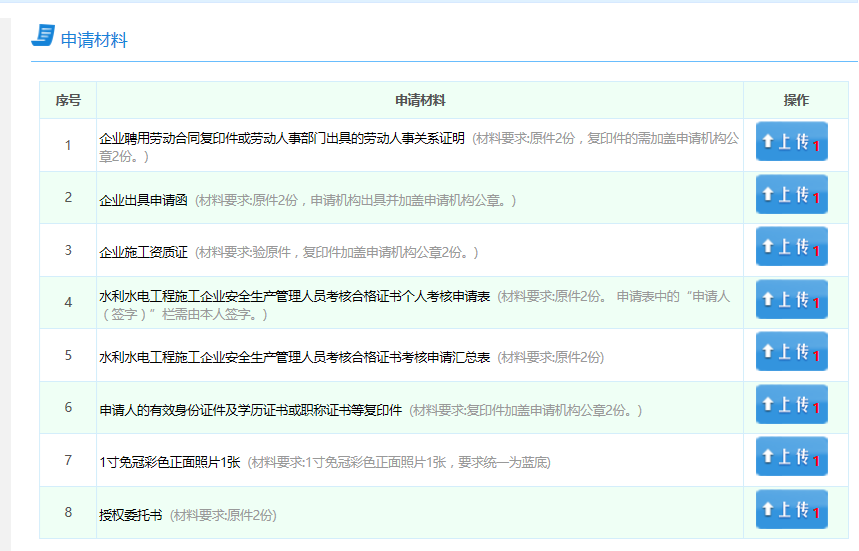 申请材料
序号 申请材料 操作
1 企业聘用劳动合同复印件或劳动人事部门出具的劳动人事关系证明 (材料要求:原件2份，复印件的需加盖申请机构公 上传1
章2份。)
2 企业出具申请函 (材料要求:原件2份，申请机构出具并加盖申请机构公章。) 上传1
3 企业施工资质证 (材料要求:验原件，复印件加盖申请机构公章2份。) 上传1
4 水利水电工程施工企业安全生产管理人员考核合格证书个人考核申请表 (材料要求:原件2份。 申请表中的“申请人 上传1
（签字）”栏需由本人签字。)
5 水利水电工程施工企业安全生产管理人员考核合格证书考核申请汇总表 (材料要求:原件2份) 上传1
6 申请人的有效身份证件及学历证书或职称证书等复印件 (材料要求:复印件加盖申请机构公章2份。) 上传1
7 1寸免冠彩色正面照片1张 (材料要求:1寸免冠彩色正面照片1张，要求统一为蓝底) 上传1
8 授权委托书 (材料要求:原件2份) 上传1